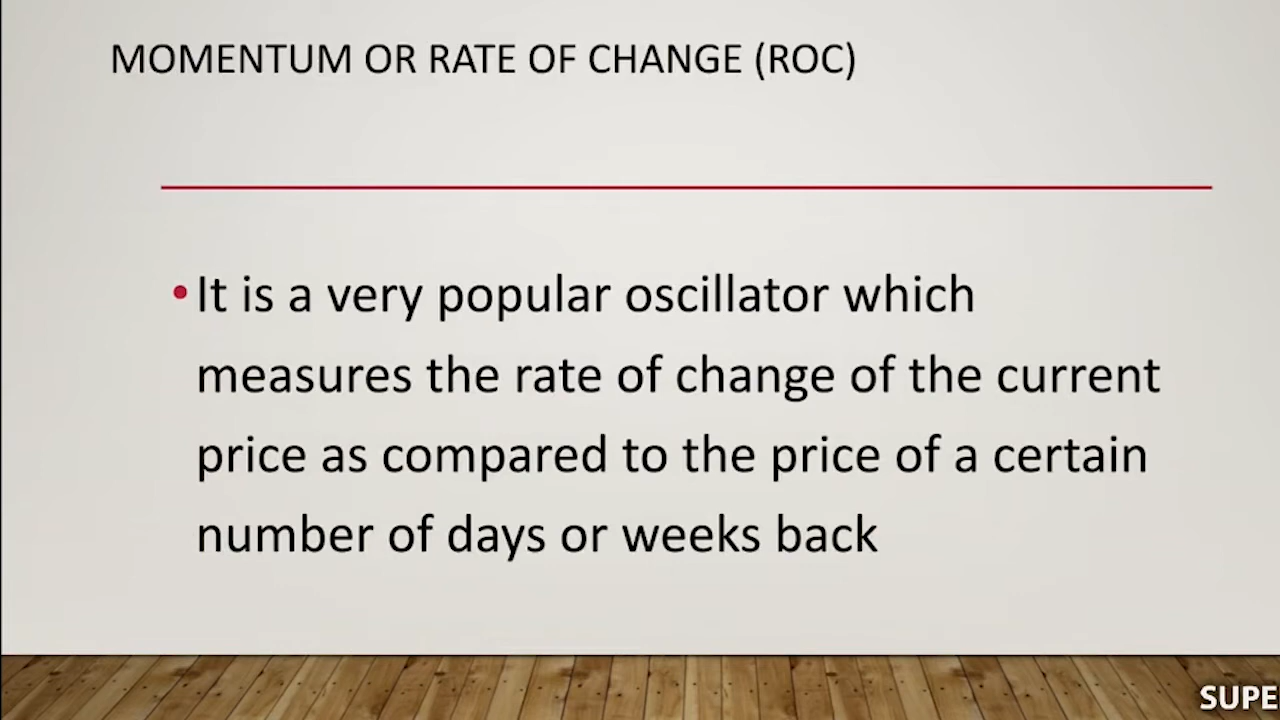 MOMENTUM OR RATE OF CHANGE (ROC)
•It is a very popular oscillator which
measures the rate of change of the current
price as compared to the price of a certain
number of days or weeks back
SUPE